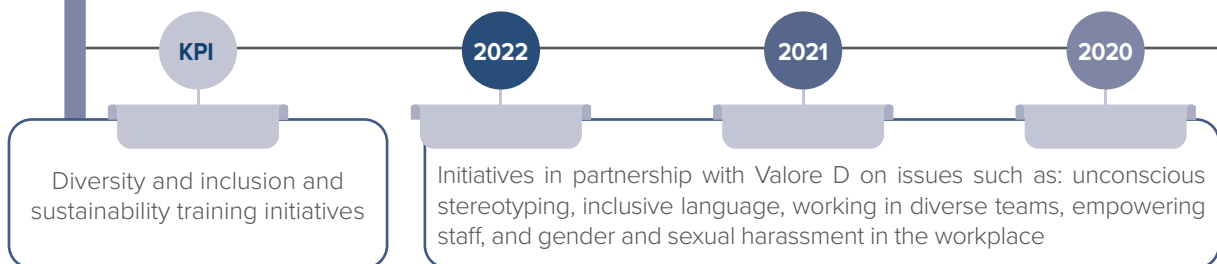 KPI
2022
2021
2020
Diversity and inclusion and
sustainability training initiatives
Initiatives in partnership with Valore D on issues such as: unconscious
stereotyping, inclusive language, working in diverse teams, empowering
staff, and gender and sexual harassment in the workplace